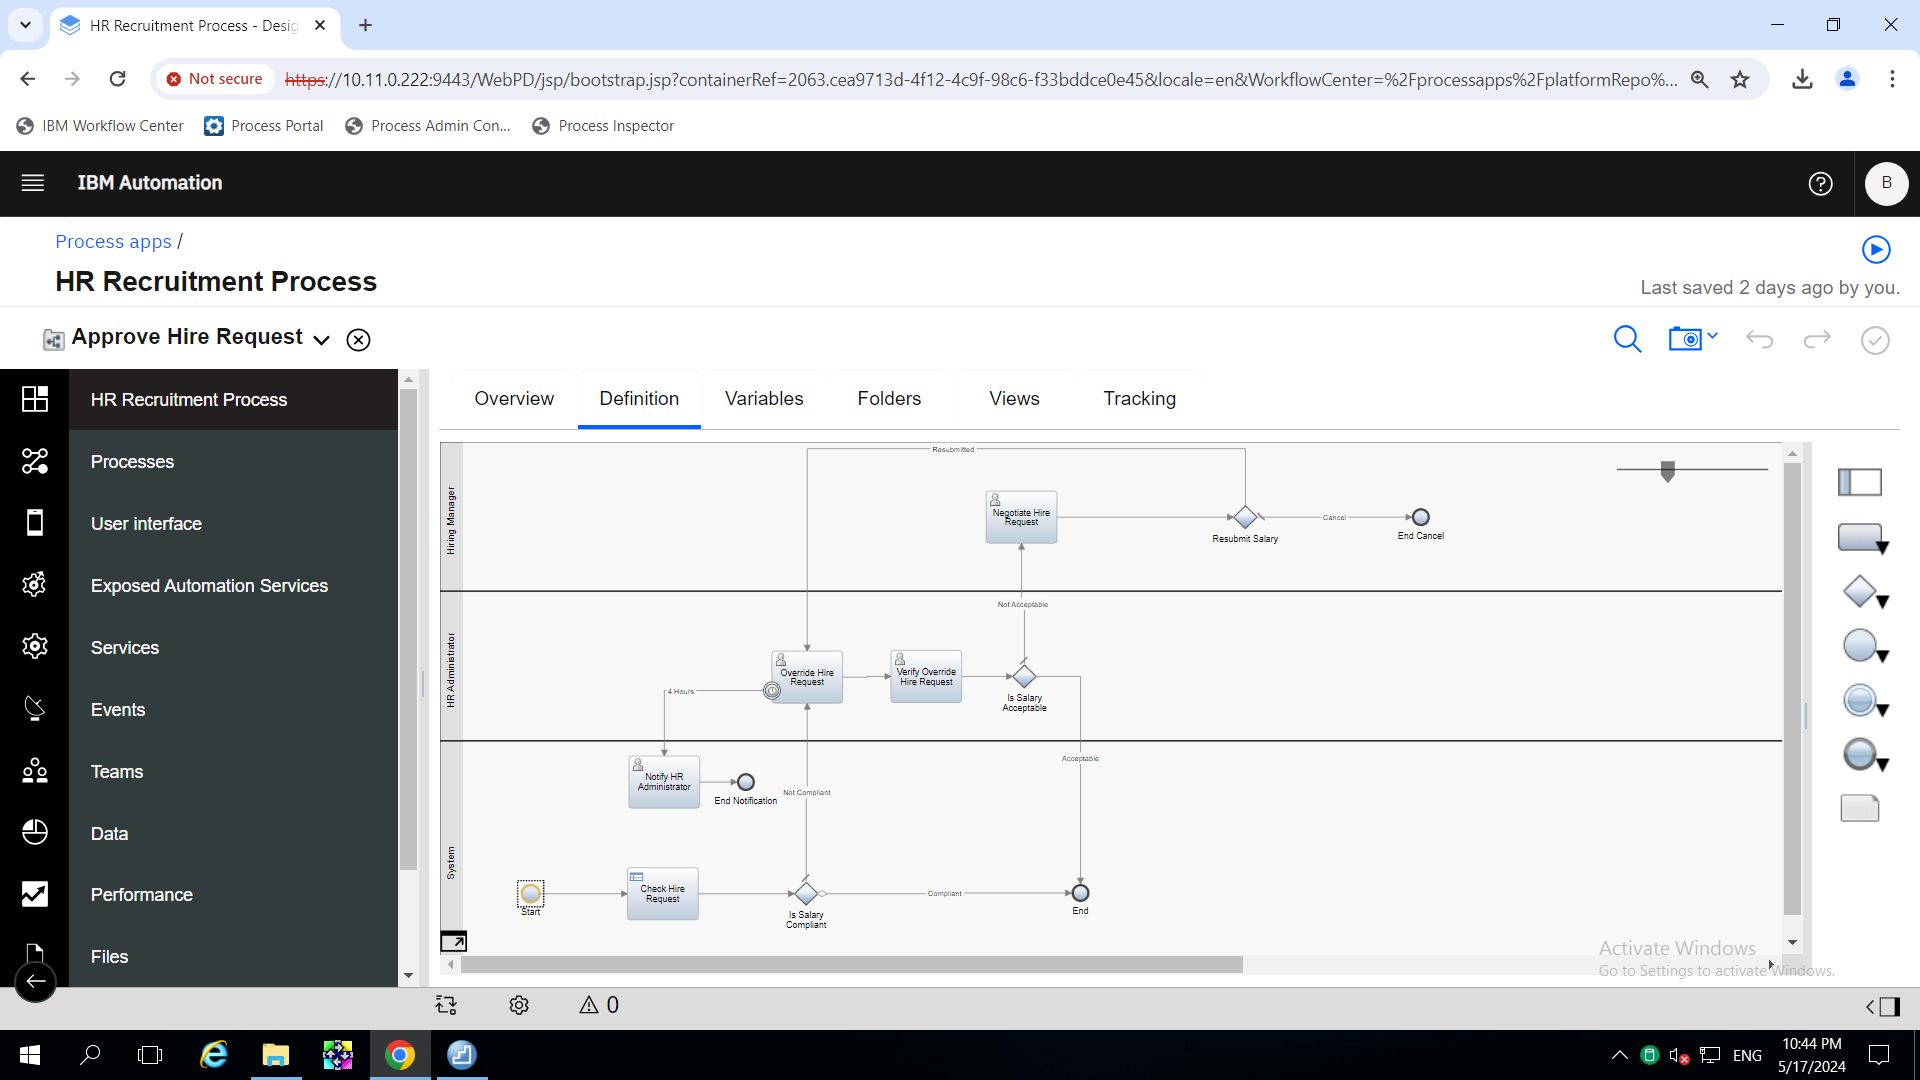 HR Recruitment Process - Desig
Not secure
https://10.11.0.222:9443/WebPD/jsp/bootstrap.jsp?containerRef=2063.cea9713d-4f12-4c9f-98c6-f33bddce0e45&locale=en&WorkflowCenter=%2Fprocessapps%2FplatformRepo%...
IBM Workflow Center
Process Portal
Process Admin Con...
Process Inspector
IBM Automation
B
Process apps /
HR Recruitment Process
Last saved 2 days ago by you.
Approve Hire Request
HR Recruitment Process
Processes
User interface
Exposed Automation Services
Services
Events
Teams
Data
Performance
Files
Overview
Definition
Variables
Folders
Views
Tracking
Hiring Manager
Resubmitted
Negotiate Hire
Request
Resubmit Salary
Cancel
End Cancel
HR Administrator
Not Acceptable
Override Hire
Request
4 Hours
Verify Override
Hire Request
Is Salary
Acceptable
System
Notify HR
Administrator
End Notification
Not Compliant
Acceptable
Start
Check Hire
Request
Is Salary
Compliant
Compliant
End
Activate Windows
Go to Settings to activate Windows.
0
ENG
10:44 PM
5/17/2024